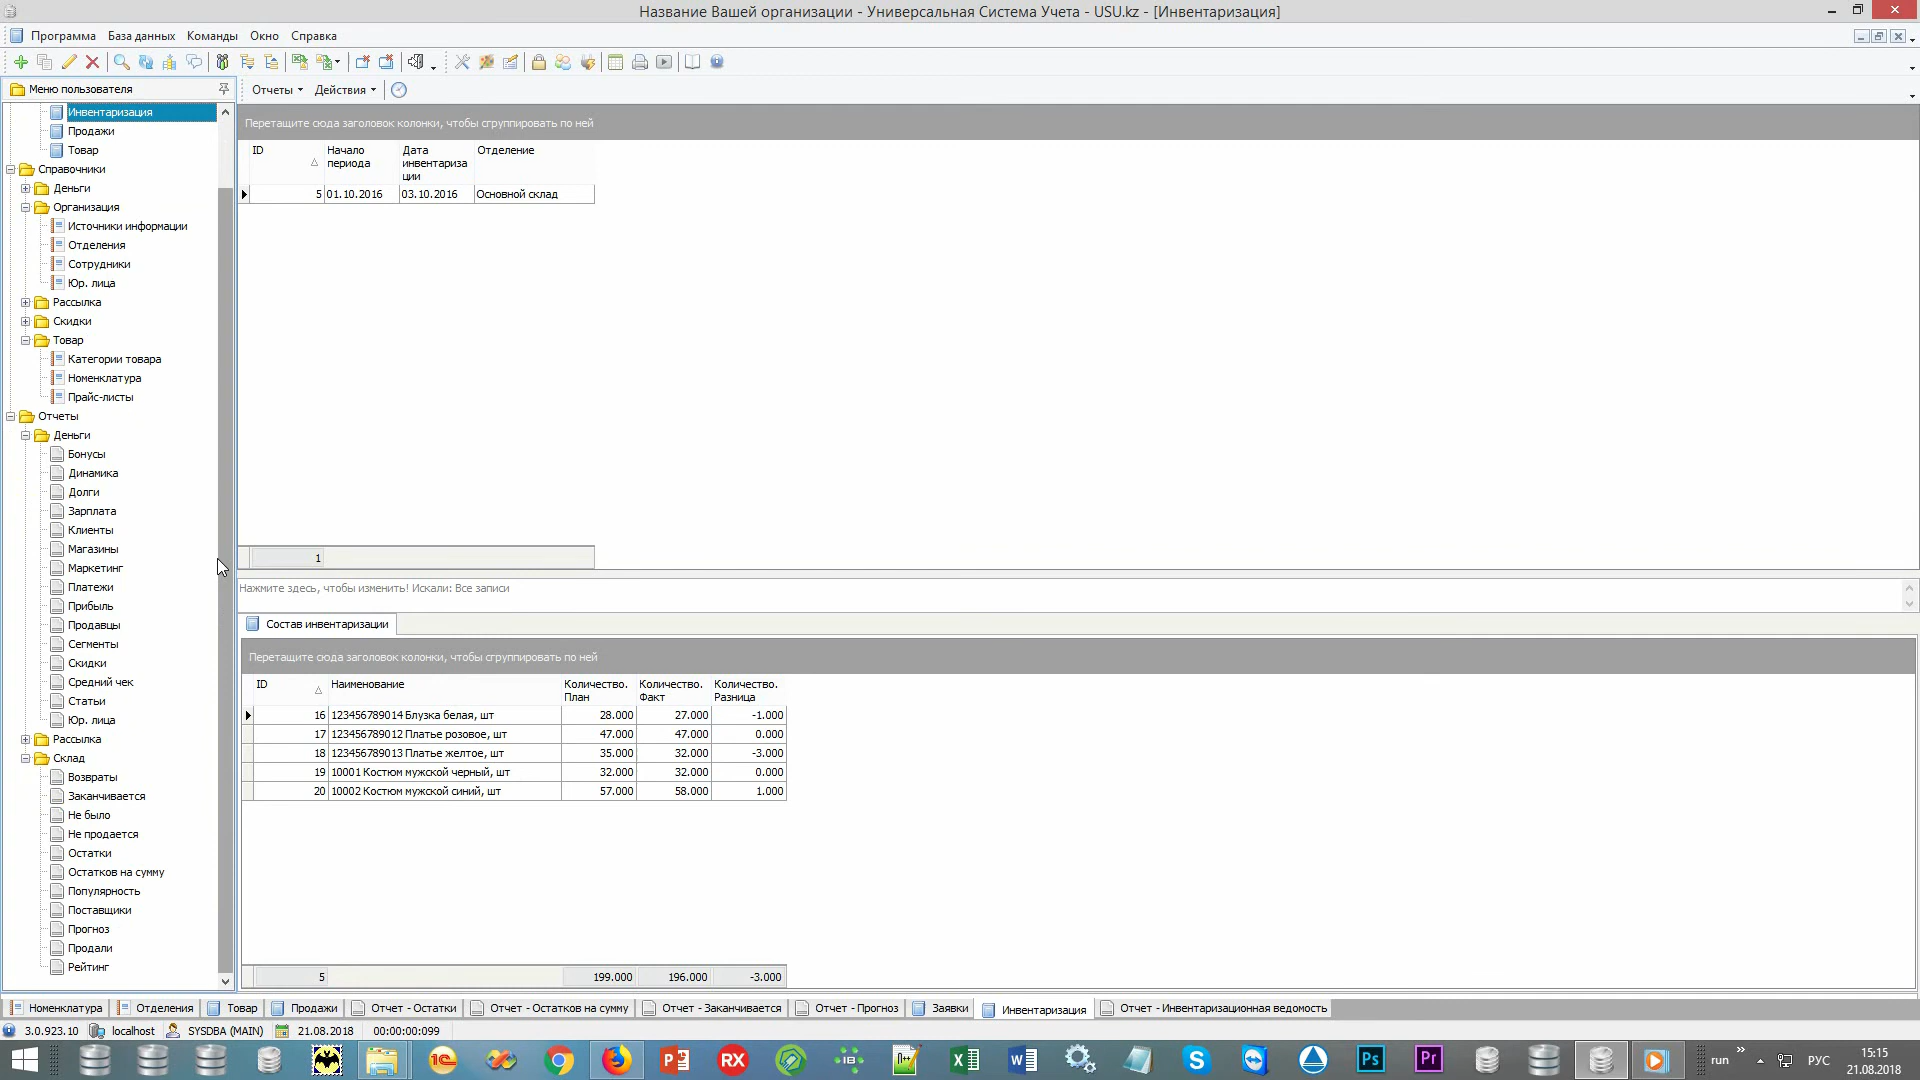 Название Вашей организации - Универсальная Система Учета - USU.kz - [Инвентаризация]
Программа База данных Команды Окно Справка
Меню пользователя
Отчеты Действия
Инвентаризация
Продажи
Товар
Справочники
Деньги
Организация
Источники информации
Отделения
Сотрудники
Юр. лица
Рассылка
Скидки
Товар
Категории товара
Номенклатура
Прайс-листы
Отчеты
Деньги
Бонусы
Динамика
Долги
Зарплата
Клиенты
Магазины
Маркетинг
Платежи
Прибыль
Продавцы
Сегменты
Скидки
Средний чек
Статьи
Юр. лица
Рассылка
Склад
Возвраты
Заканчивается
Не было
Не продается
Остатки
Остатков на сумму
Популярность
Поставщики
Прогноз
Продали
Рейтинг
Перетащите сюда заголовок колонки, чтобы сгруппировать по ней
ID Начало периода Дата инвентариза ции Отделение
5 01.10.2016 03.10.2016 Основной склад
1
Нажмите здесь, чтобы изменить! Искали: Все записи
Состав инвентаризации
Перетащите сюда заголовок колонки, чтобы сгруппировать по ней
ID Наименование Количество. План Количество. Факт Количество. Разница
16 123456789014 Блузка белая, шт 28.000 27.000 -1.000
17 123456789012 Платье розовое, шт 47.000 47.000 0.000
18 123456789013 Платье желтое, шт 35.000 32.000 -3.000
19 10001 Костюм мужской черный, шт 32.000 32.000 0.000
20 10002 Костюм мужской синий, шт 57.000 58.000 1.000
5 199.000 196.000 -3.000
Номенклатура Отделения Товар Продажи Отчет - Остатки Отчет - Остатков на сумму Отчет - Заканчивается Отчет - Прогноз Заявки Инвентаризация Отчет - Инвентаризационная ведомость
3.0.923.10 localhost SYSDBA (MAIN) 21.08.2018 00:00:00:099
run » РУС 15:15
21.08.2018